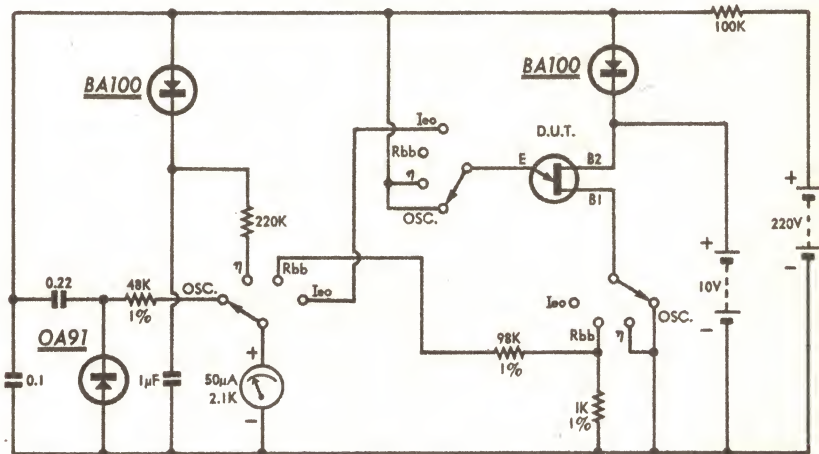 100K
BA100
BA100
Ieo
D.U.T.
Rbb
E
B2
η
B1
OSC.
220K
220V
+
-
η
Rbb
0.22
48K
OSC.
Ieo
+
10V
1%
Ieo
OSC.
-
OA91
+
98K
Rbb
η
0.1
1μF
50μA
1%
2.1K
1K
-
1%